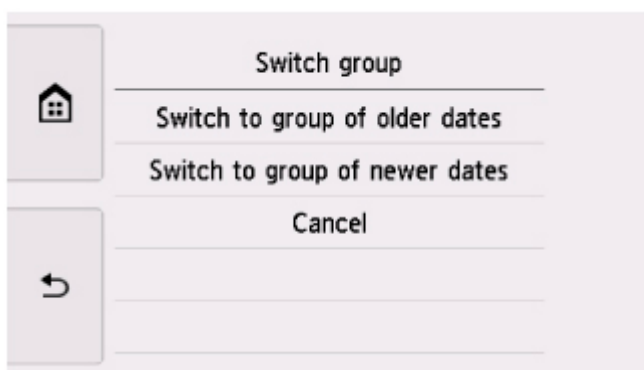 Switch group
Switch to group of older dates
Switch to group of newer dates
Cancel